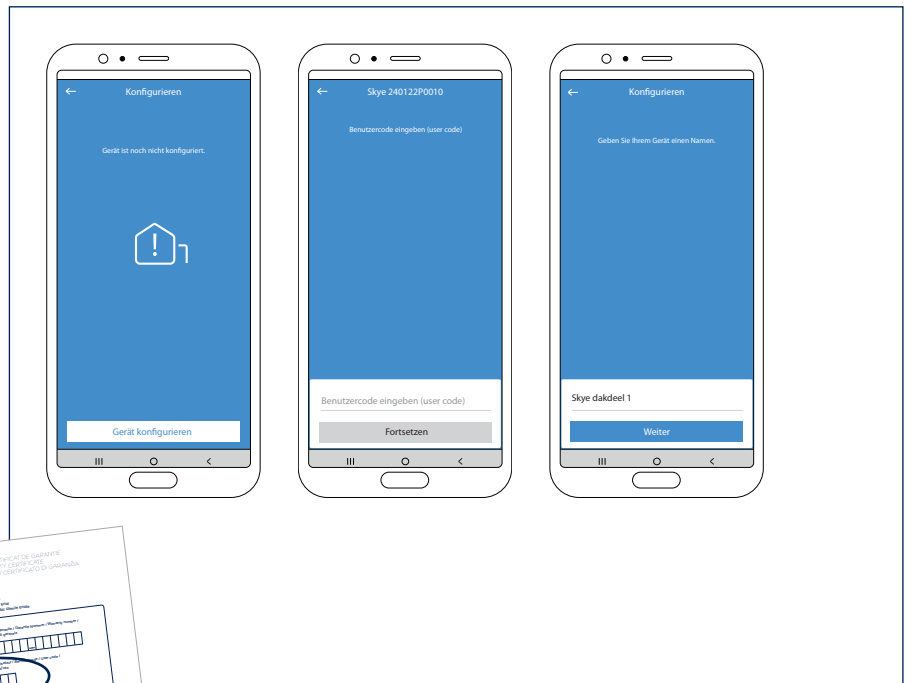 Konfigurieren
Gerät ist noch nicht konfiguriert.
Gerät konfigurieren
Skye 240122P0010
Benutzercode eingeben (user code)
Benutzercode eingeben (user code)
Fortsetzen
Konfigurieren
Geben Sie Ihrem Gerät einen Namen.
Skye dakdeel 1
Weiter
CERTIFICATE
CERTIFICATO DI GARANZIA